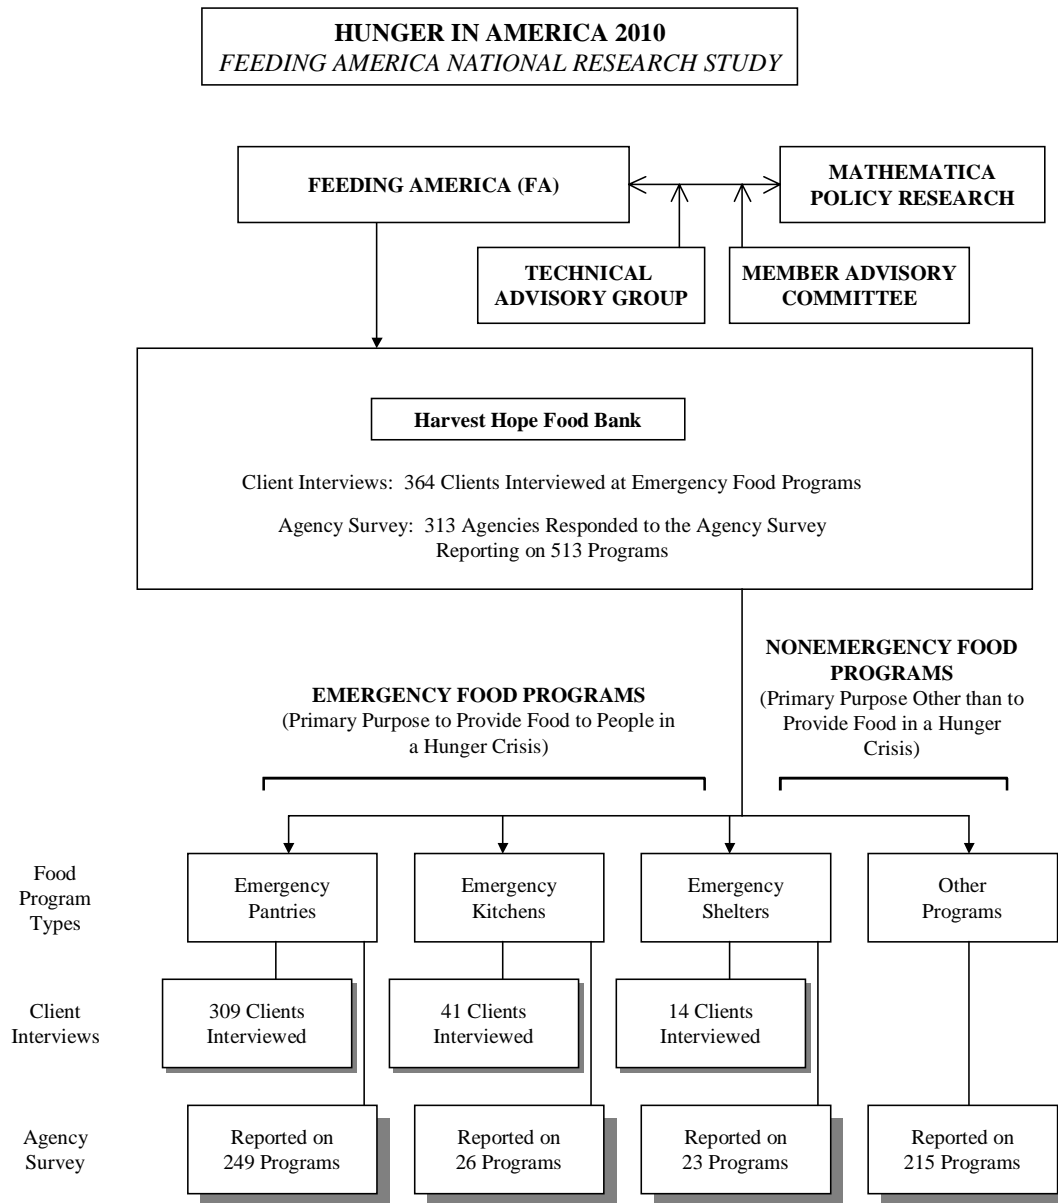 HUNGER IN AMERICA 2010
FEEDING AMERICA NATIONAL RESEARCH STUDY
FEEDING AMERICA (FA)
MATHEMATICA
POLICY RESEARCH
TECHNICAL
ADVISORY GROUP
MEMBER ADVISORY
COMMITTEE
Harvest Hope Food Bank
Client Interviews: 364 Clients Interviewed at Emergency Food Programs
Agency Survey: 313 Agencies Responded to the Agency Survey
Reporting on 513 Programs
EMERGENCY FOOD PROGRAMS
(Primary Purpose to Provide Food to People in
a Hunger Crisis)
NONEMERGENCY FOOD
PROGRAMS
(Primary Purpose Other than to
Provide Food in a Hunger
Crisis)
Food
Program
Types
Emergency
Pantries
Emergency
Kitchens
Emergency
Shelters
Other
Programs
Client
Interviews
309 Clients
Interviewed
41 Clients
Interviewed
14 Clients
Interviewed
Agency
Survey
Reported on
249 Programs
Reported on
26 Programs
Reported on
23 Programs
Reported on
215 Programs